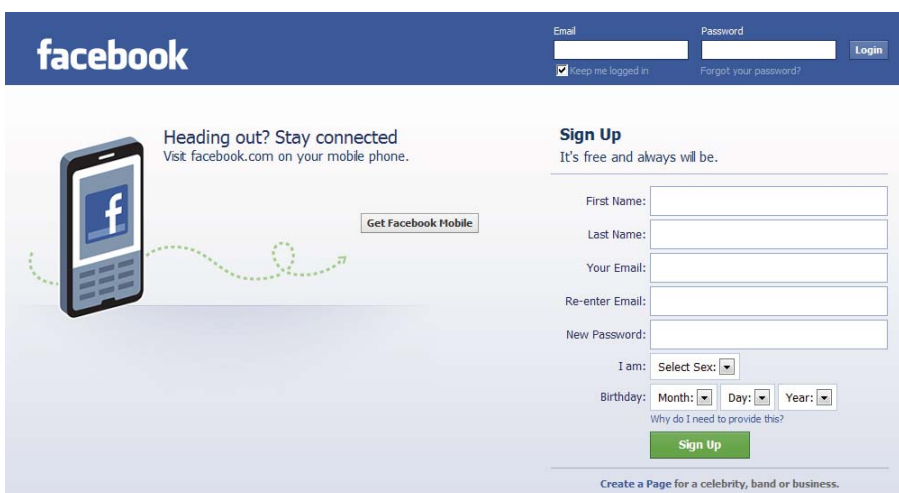 facebook
Email
Password
Login
Keep me logged in
Forgot your password?
Heading out? Stay connected
Visit facebook.com on your mobile phone.
f
Get Facebook Mobile
Sign Up
It's free and always will be.
First Name:
Last Name:
Your Email:
Re-enter Email:
New Password:
I am: Select Sex:
Birthday: Month: Day: Year:
Why do I need to provide this?
Sign Up
Create a Page for a celebrity, band or business.